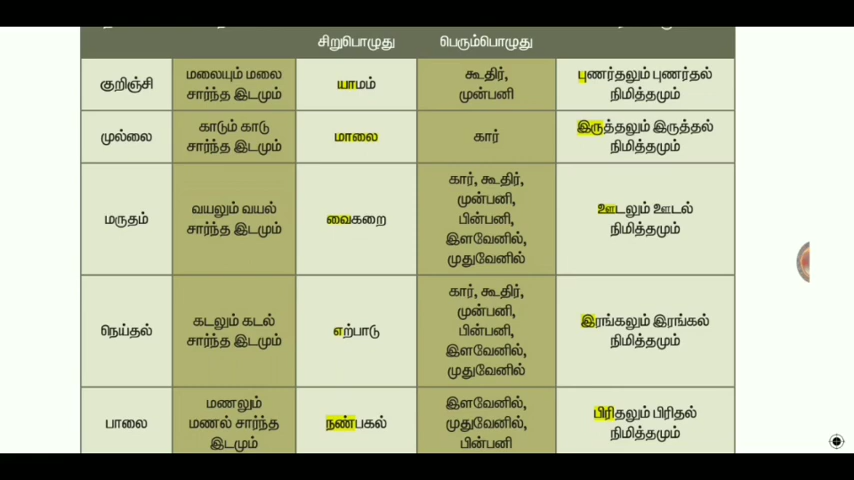 சிறுபொழுது பெரும்பொழுது
குறிஞ்சி
மலையும் மலை
சார்ந்த இடமும்
யாமம்
கூதிர்,
முன்பனி
புணர்தலும் புணர்தல்
நிமித்தமும்
முல்லை
காடும் காடு
சார்ந்த இடமும்
மாலை
கார்
இருத்தலும் இருத்தல்
நிமித்தமும்
மருதம்
வயலும் வயல்
சார்ந்த இடமும்
வைகறை
கார், கூதிர்,
முன்பனி,
பின்பனி,
இளவேனில்,
முதுவேனில்
ஊடலும் ஊடல்
நிமித்தமும்
நெய்தல்
கடலும் கடல்
சார்ந்த இடமும்
எற்பாடு
கார், கூதிர்,
முன்பனி,
பின்பனி,
இளவேனில்,
முதுவேனில்
இரங்கலும் இரங்கல்
நிமித்தமும்
பாலை
மணலும்
மணல் சார்ந்த
இடமும்
நண்பகல்
இளவேனில்,
முதுவேனில்,
பின்பனி
பிரிதலும் பிரிதல்
நிமித்தமும்